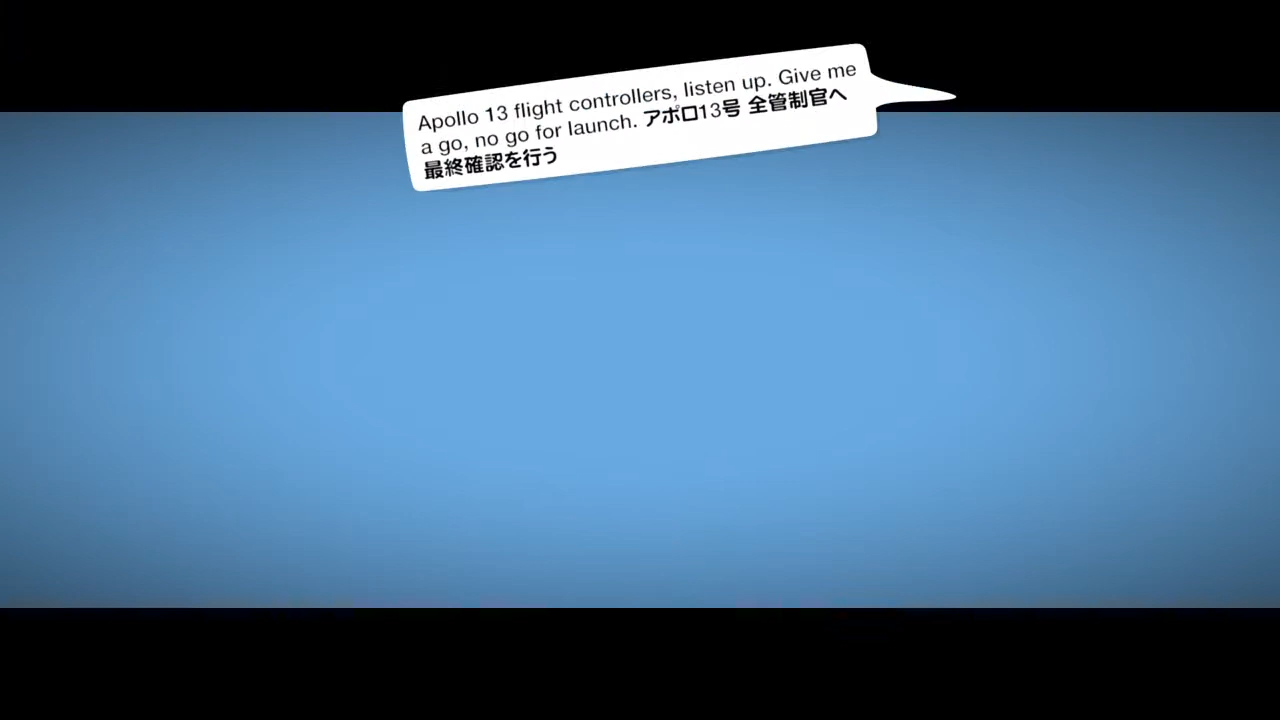 Apollo 13 flight controllers, listen up. Give me
a go, no go for launch. アポロ13号 全管制官へ
最終確認を行う